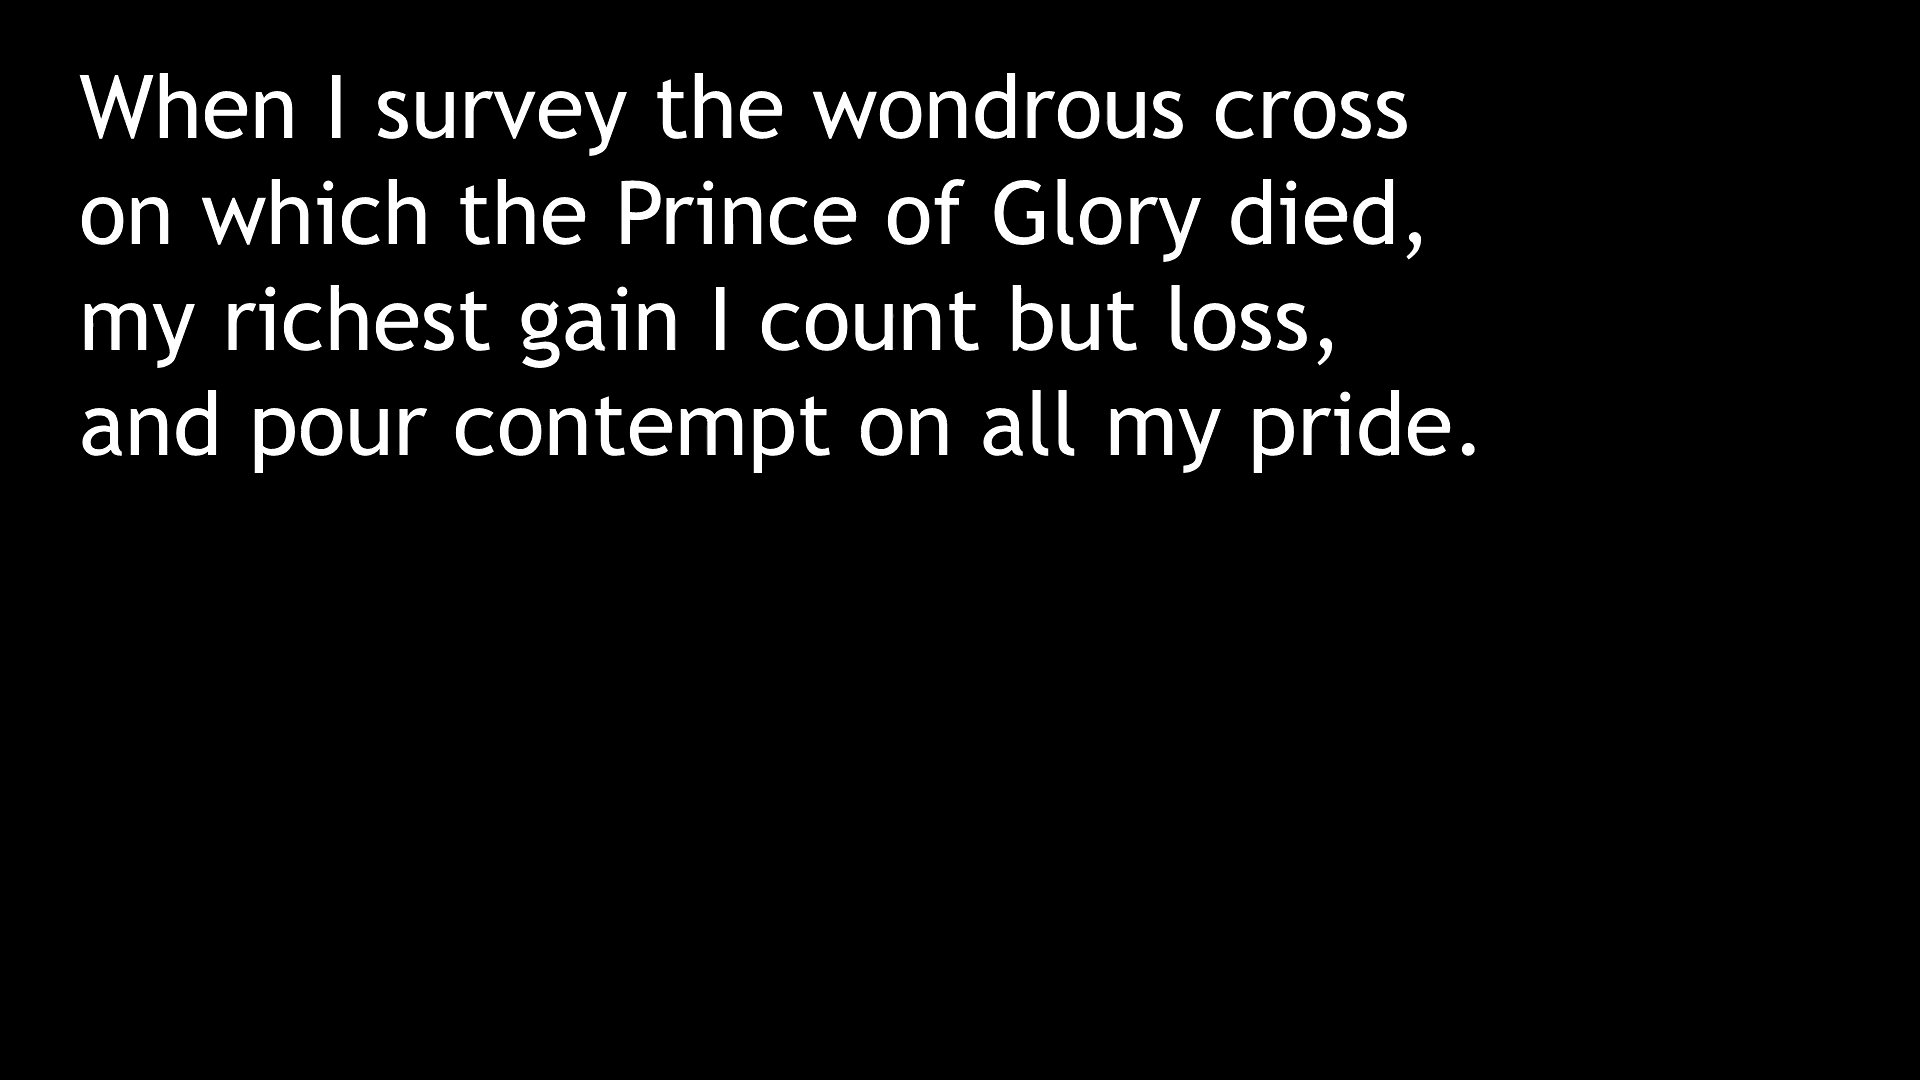 When I survey the wondrous cross
on which the Prince of Glory died,
my richest gain I count but loss,
and pour contempt on all my pride.